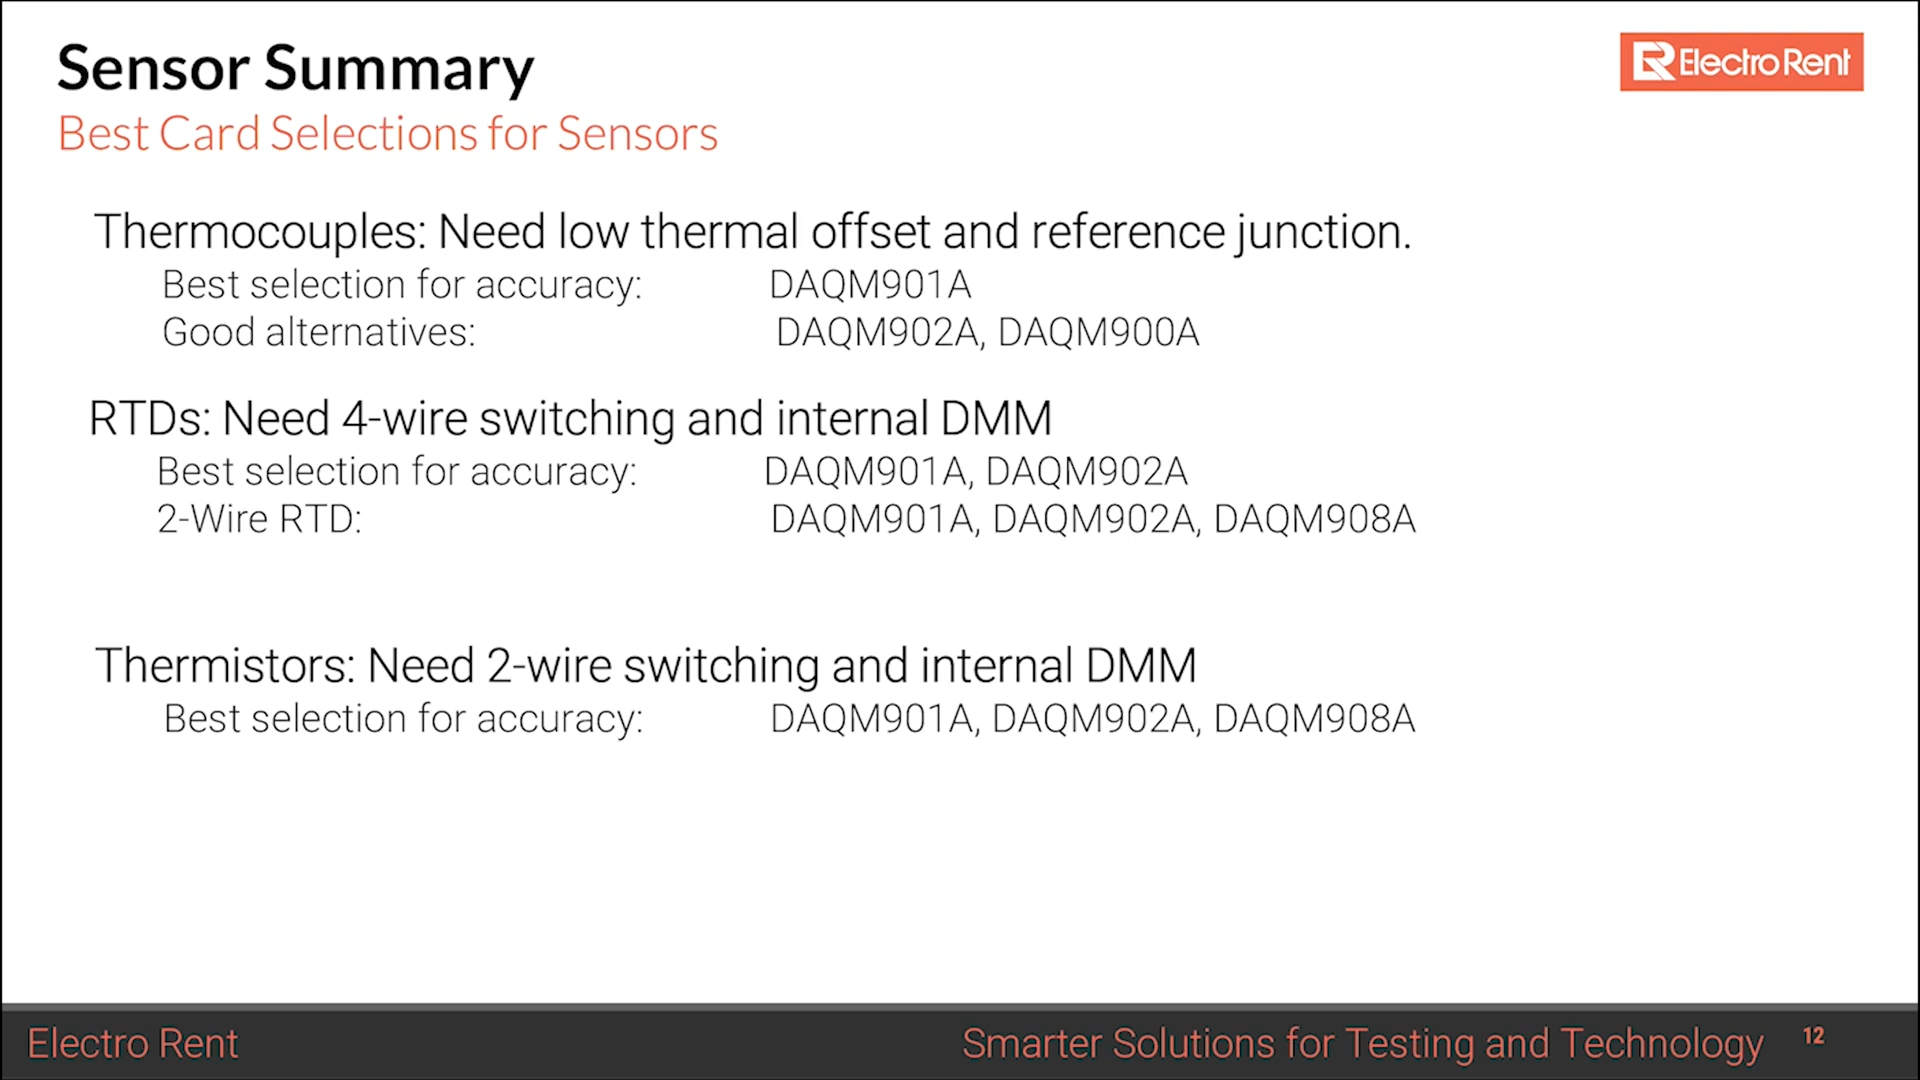 Sensor Summary
Electro Rent
Best Card Selections for Sensors
Thermocouples: Need low thermal offset and reference junction.
Best selection for accuracy: DAQM901A
Good alternatives: DAQM902A, DAQM900A
RTDs: Need 4-wire switching and internal DMM
Best selection for accuracy: DAQM901A, DAQM902A
2-Wire RTD: DAQM901A, DAQM902A, DAQM908A
Thermistors: Need 2-wire switching and internal DMM
Best selection for accuracy: DAQM901A, DAQM902A, DAQM908A
Electro Rent
Smarter Solutions for Testing and Technology 12